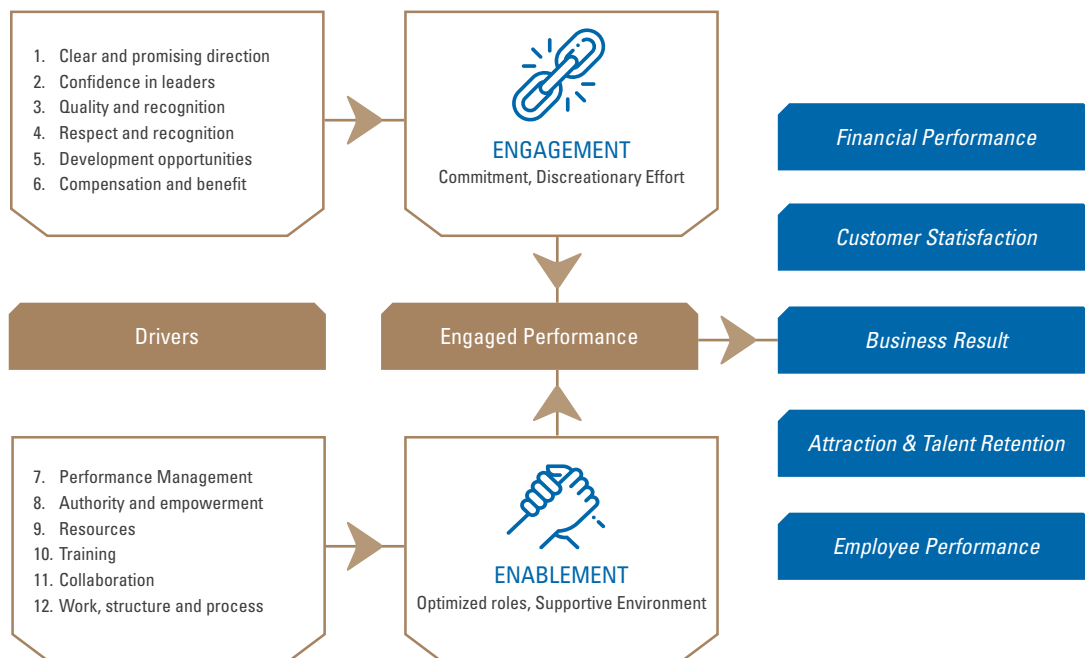 1. Clear and promising direction
2. Confidence in leaders
3. Quality and recognition
4. Respect and recognition
5. Development opportunities
6. Compensation and benefit
ENGAGEMENT
Commitment, Discreationary Effort
Financial Performance
Customer Statisfaction
Drivers
Engaged Performance
Business Result
7. Performance Management
8. Authority and empowerment
9. Resources
10. Training
11. Collaboration
12. Work, structure and process
ENABLEMENT
Optimized roles, Supportive Environment
Attraction & Talent Retention
Employee Performance